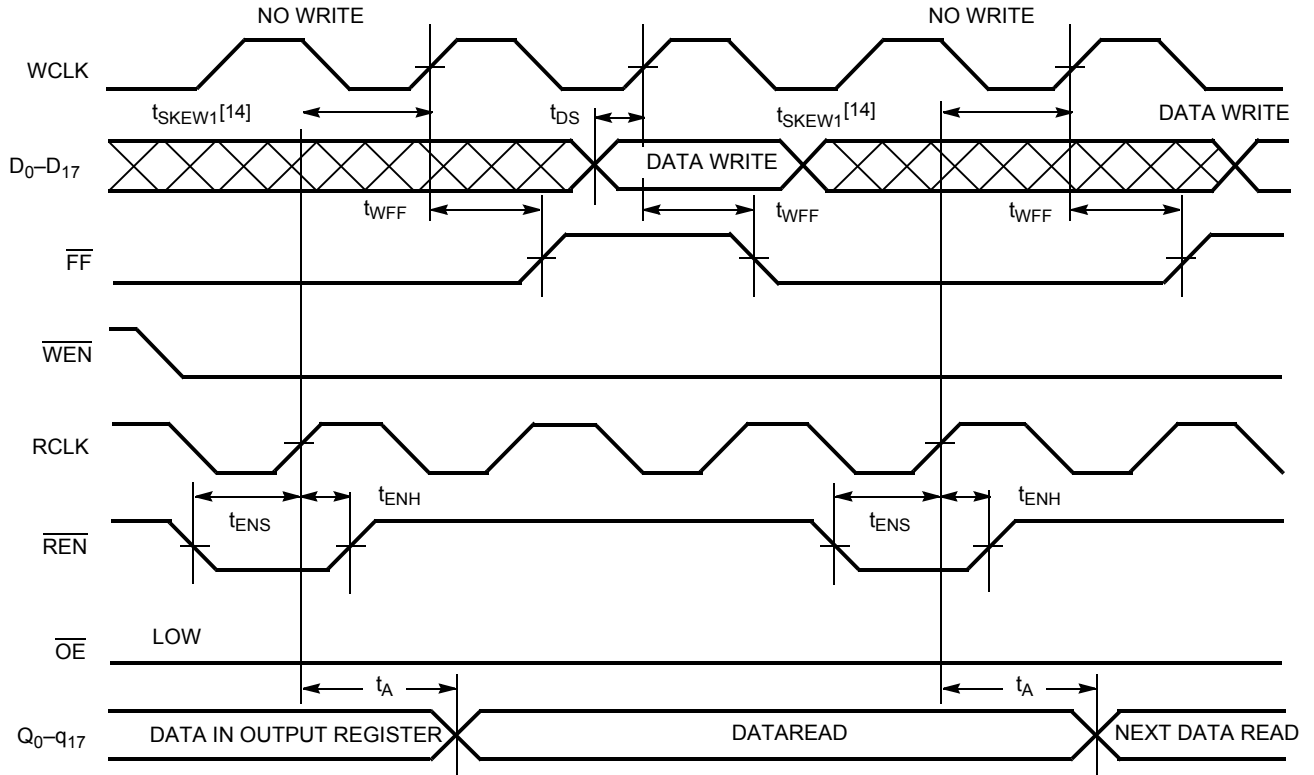 NO WRITE NO WRITE
WCLK
tSKEW1[14] tDS tSKEW1[14] DATA WRITE
D0–D17 DATA WRITE
tWFF tWFF tWFF
FF
WEN
RCLK
tENH tENH
tENS tENS
REN
LOW
OE
tA tA
Q0–q17 DATA IN OUTPUT REGISTER DATAREAD NEXT DATA READ